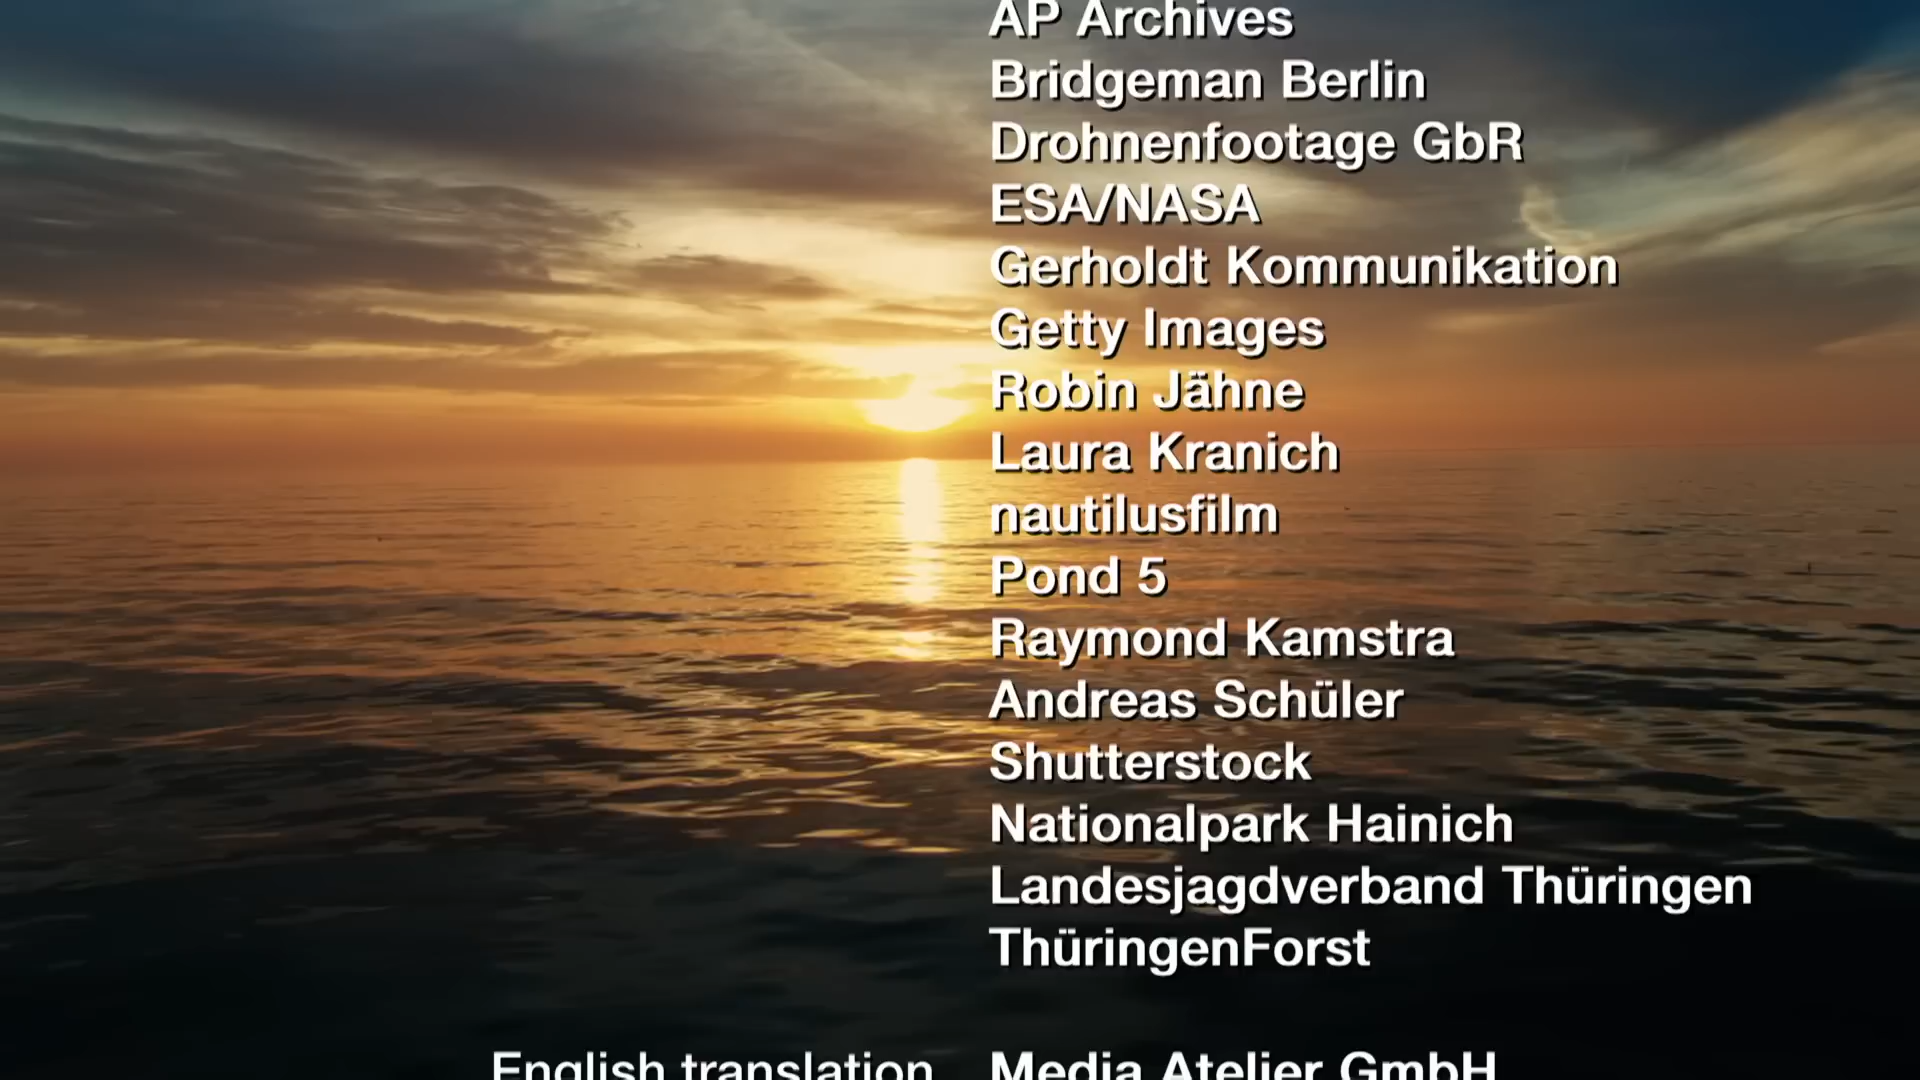 AP Archives
Bridgeman Berlin
Drohnenfootage GbR
ESA/NASA
Gerholdt Kommunikation
Getty Images
Robin Jähne
Laura Kranich
nautilusfilm
Pond 5
Raymond Kamstra
Andreas Schüler
Shutterstock
Nationalpark Hainich
Landesjagdverband Thüringen
ThüringenForst
English translation Media Atelier GmbH